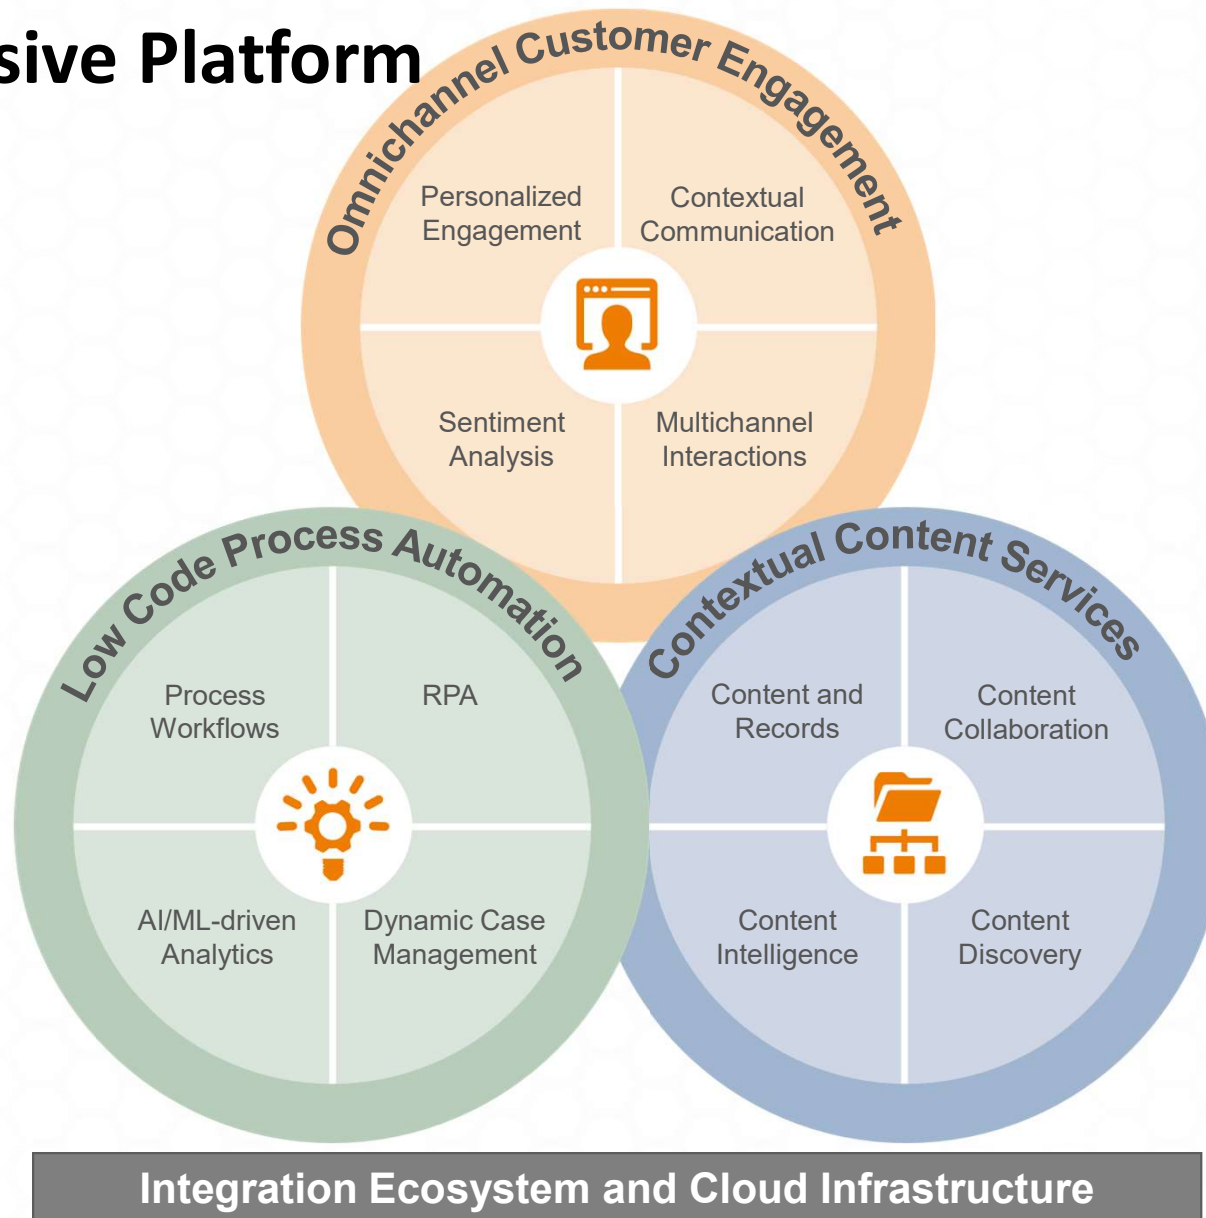 sive Platform
Omnichannel Customer Engagement
Personalized
Engagement
Contextual
Communication
Sentiment
Analysis
Multichannel
Interactions
Low Code Process Automation
Process
Workflows
RPA
AI/ML-driven
Analytics
Dynamic Case
Management
Contextual Content Services
Content and
Records
Content
Collaboration
Content
Intelligence
Content
Discovery
Integration Ecosystem and Cloud Infrastructure